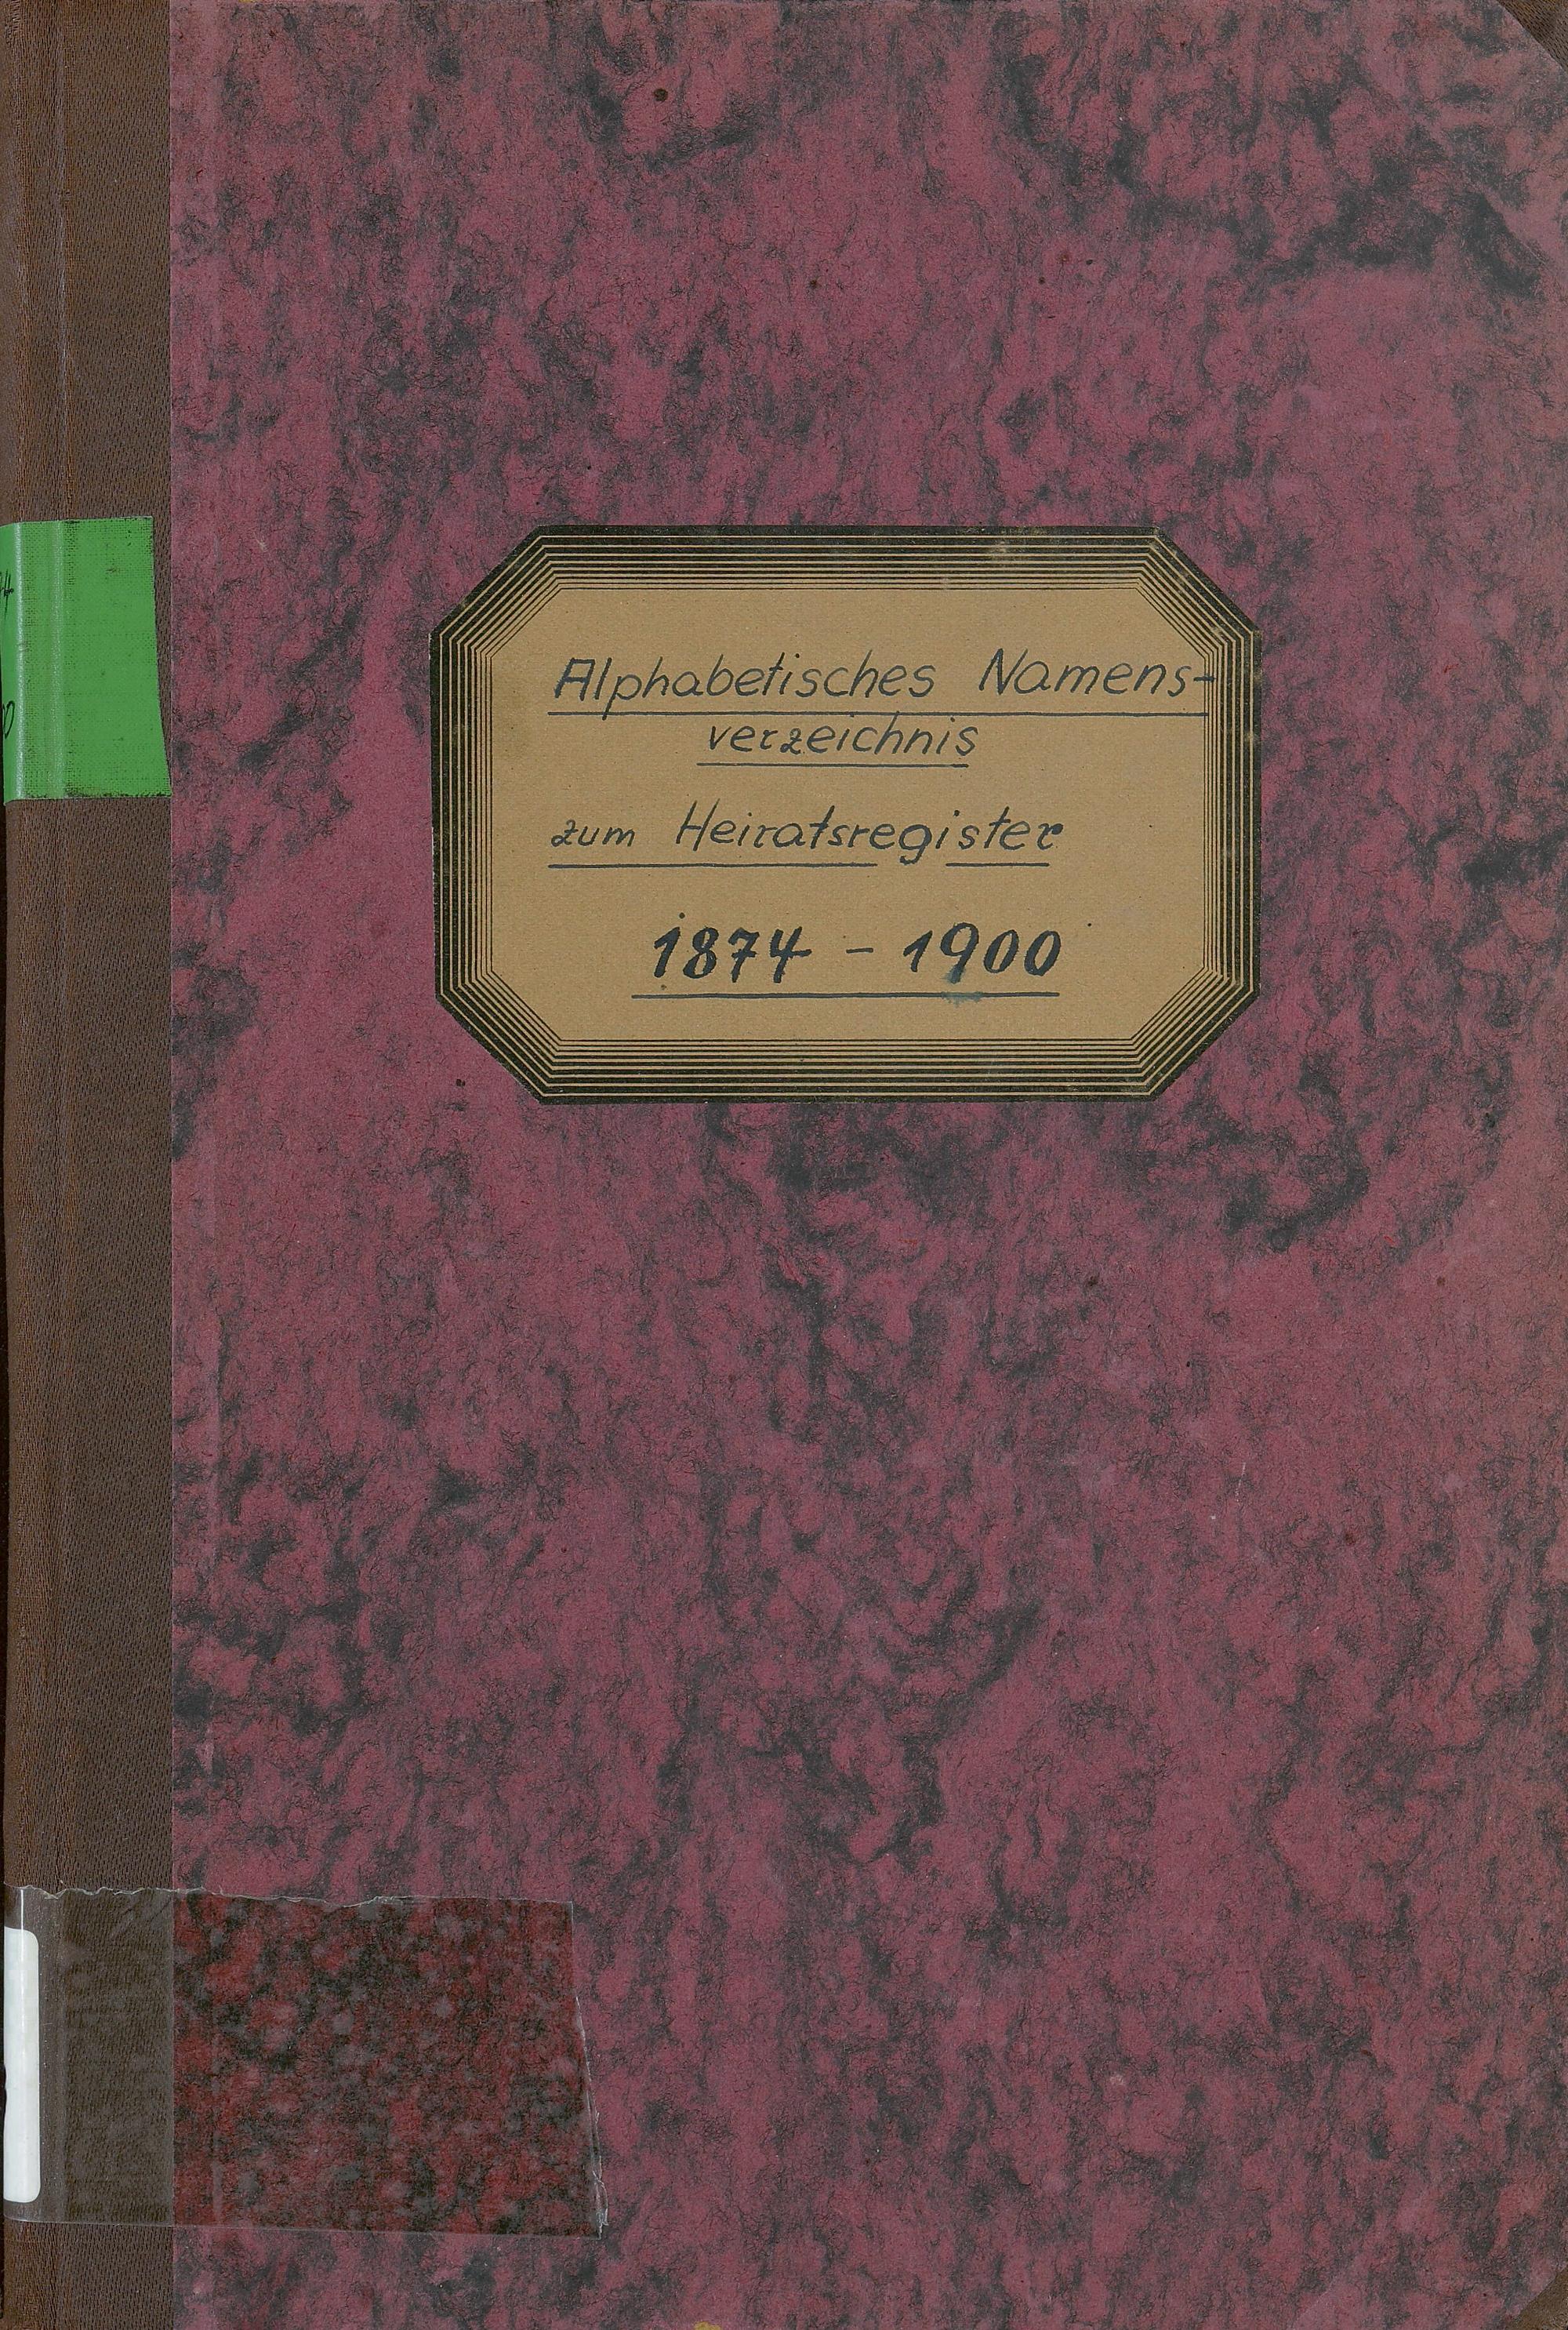 Alphabetisches Namens-
verzeichnis
zum Heiratsregister
1874 - 1900